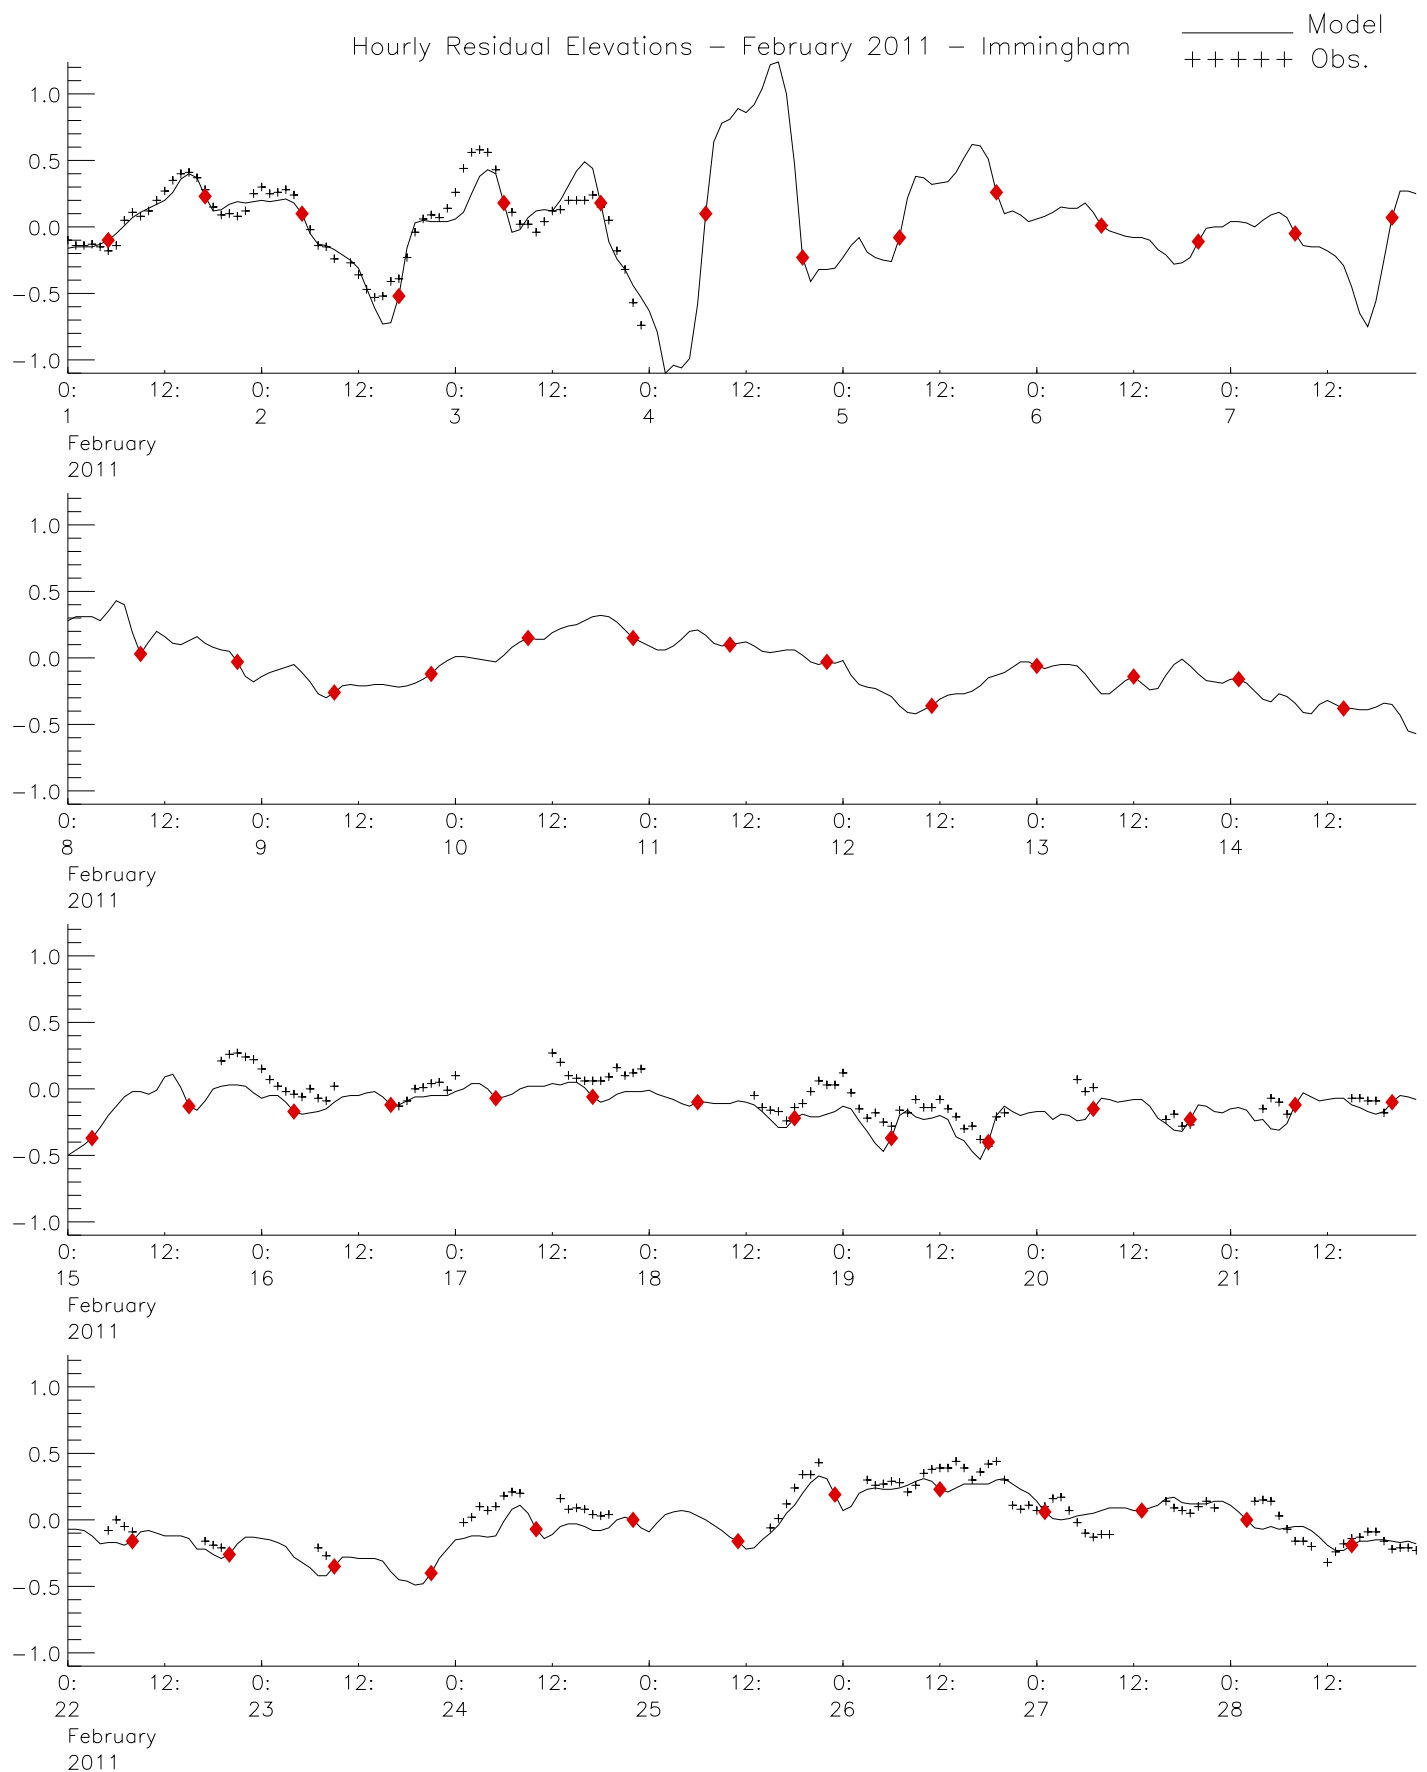 Hourly Residual Elevations – February 2011 – Immingham
Model
+++++ Obs.
1.0
0.5
0.0
−0.5
−1.0
0: 12: 0: 12: 0: 12: 0: 12: 0: 12: 0: 12: 0: 12:
1 2 3 4 5 6 7
February
2011
1.0
0.5
0.0
−0.5
−1.0
0: 12: 0: 12: 0: 12: 0: 12: 0: 12: 0: 12: 0: 12:
8 9 10 11 12 13 14
February
2011
1.0
0.5
0.0
−0.5
−1.0
0: 12: 0: 12: 0: 12: 0: 12: 0: 12: 0: 12: 0: 12:
15 16 17 18 19 20 21
February
2011
1.0
0.5
0.0
−0.5
−1.0
0: 12: 0: 12: 0: 12: 0: 12: 0: 12: 0: 12: 0: 12:
22 23 24 25 26 27 28
February
2011